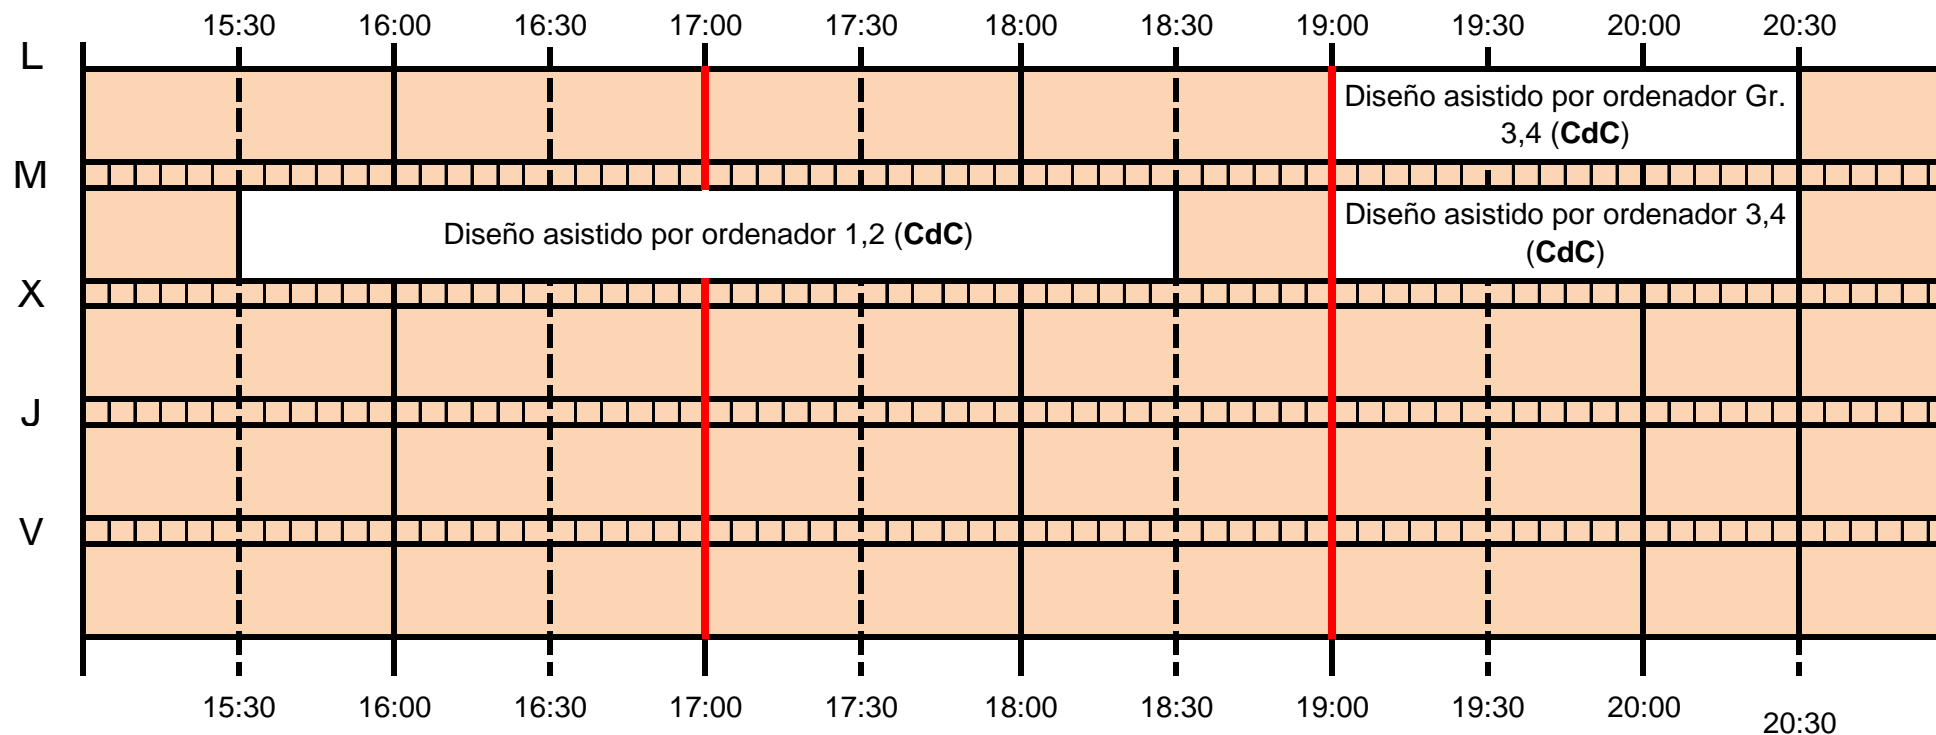 15:30 16:00 16:30 17:00 17:30 18:00 18:30 19:00 19:30 20:00 20:30
L
Diseño asistido por ordenador Gr.
3,4 (CdC)
M
Diseño asistido por ordenador 1,2 (CdC)
Diseño asistido por ordenador 3,4
(CdC)
X
J
V
15:30 16:00 16:30 17:00 17:30 18:00 18:30 19:00 19:30 20:00 20:30